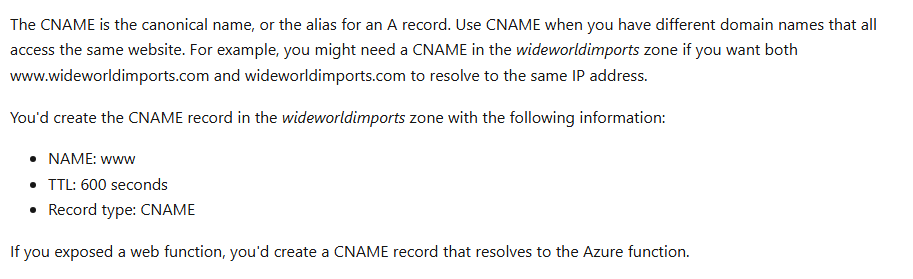 The CNAME is the canonical name, or the alias for an A record. Use CNAME when you have different domain names that all
access the same website. For example, you might need a CNAME in the wideworldimports zone if you want both
www.wideworldimports.com and wideworldimports.com to resolve to the same IP address.
You'd create the CNAME record in the wideworldimports zone with the following information:
• NAME: www
• TTL: 600 seconds
• Record type: CNAME
If you exposed a web function, you'd create a CNAME record that resolves to the Azure function.